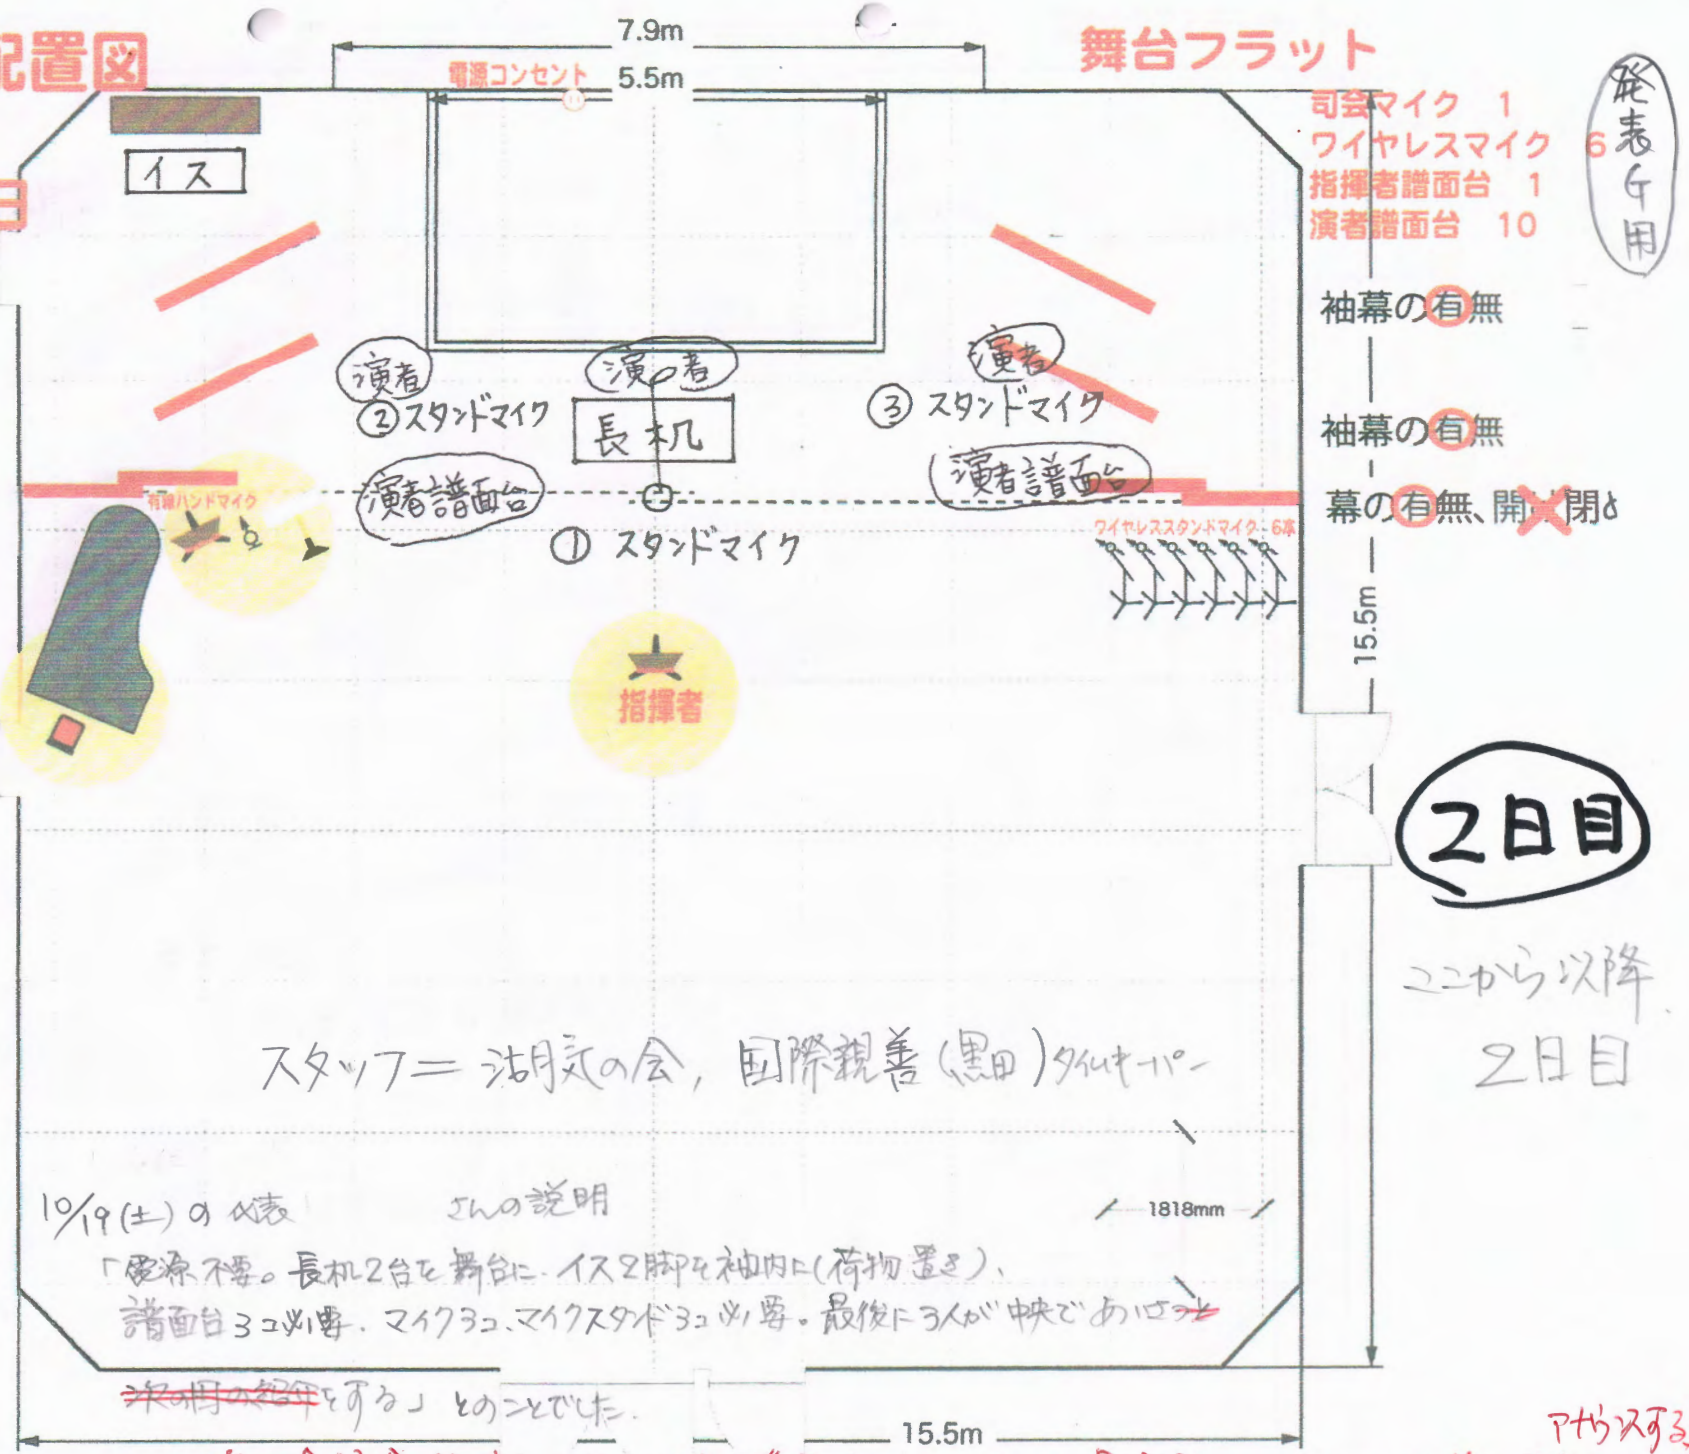 配置図
7.9m
電源コンセント
5.5m
舞台フラット
司会マイク 1
ワイヤレスマイク 6
指揮者譜面台 1
演者譜面台 10
発表G用
イス
日
袖幕の有無
演者
演者
演者
②スタンドマイク
長机
③スタンドマイク
袖幕の有無
演者譜面台
演者譜面台
有線ハンドマイク
幕の有無、開 閉
①スタンドマイク
ワイヤレススタンドマイク 6本
15.5m
指揮者
2日目
ここから以降
2日目
スタッフ= の会, 国際親善(黒田)タイムキーパー
10/19(土)の代表 さんの説明
1818mm
「電源不要。長机2台を舞台に、イス2脚を袖内に(荷物置き)、
譜面台3コ必要、マイク3コ、マイクスタンド3コ必要。最後に3人が中央であいさつ
をする」とのことでした。
15.5m
アナウンスする